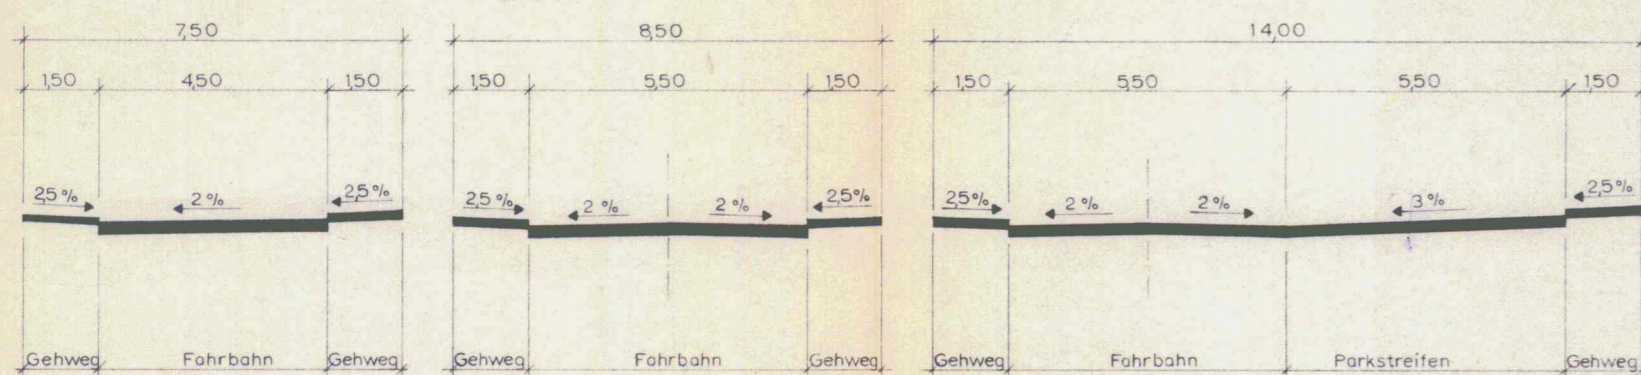 7,50 8,50 14,00
1,50 4,50 1,50 1,50 5,50 1,50 1,50 5,50 5,50 1,50
2,5% 2% 2,5% 2,5% 2% 2% 2,5% 2,5% 2% 2% 3% 2,5%
Gehweg Fahrbahn Gehweg Gehweg Fahrbahn Gehweg Gehweg Fahrbahn Parkstreifen Gehweg